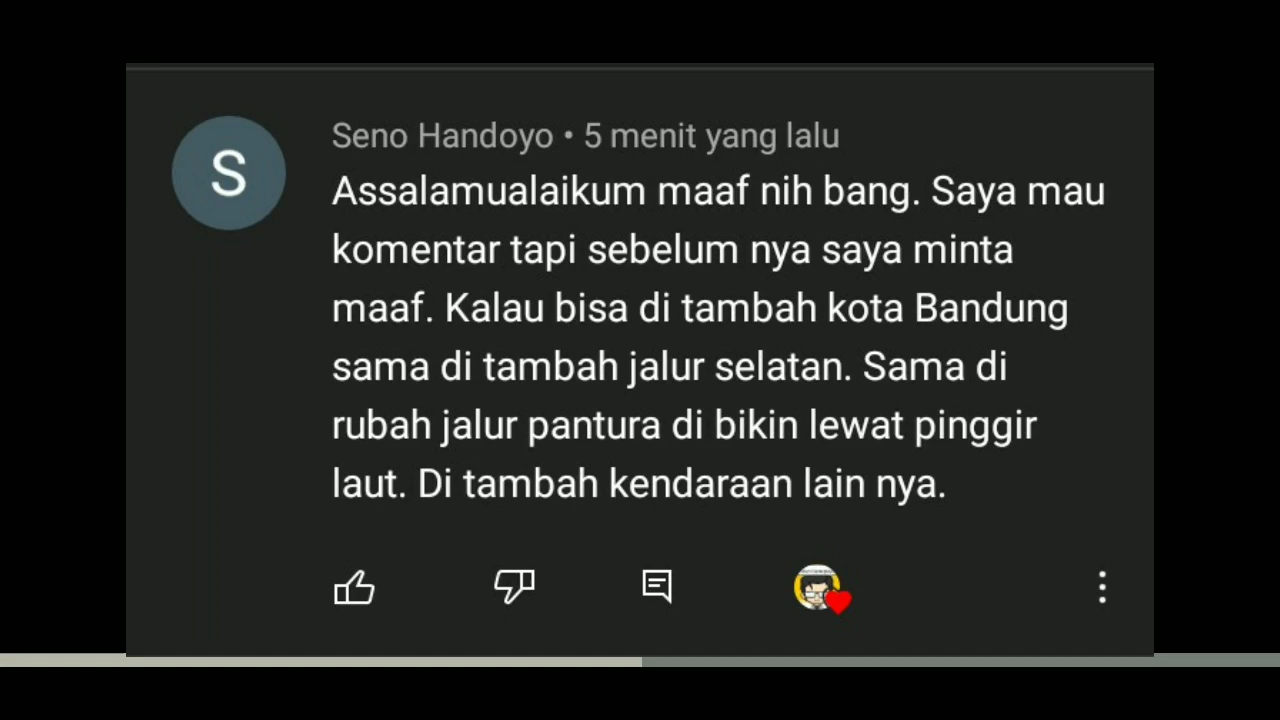 S
Seno Handoyo • 5 menit yang lalu
Assalamualaikum maaf nih bang. Saya mau
komentar tapi sebelum nya saya minta
maaf. Kalau bisa di tambah kota Bandung
sama di tambah jalur selatan. Sama di
rubah jalur pantura di bikin lewat pinggir
laut. Di tambah kendaraan lain nya.